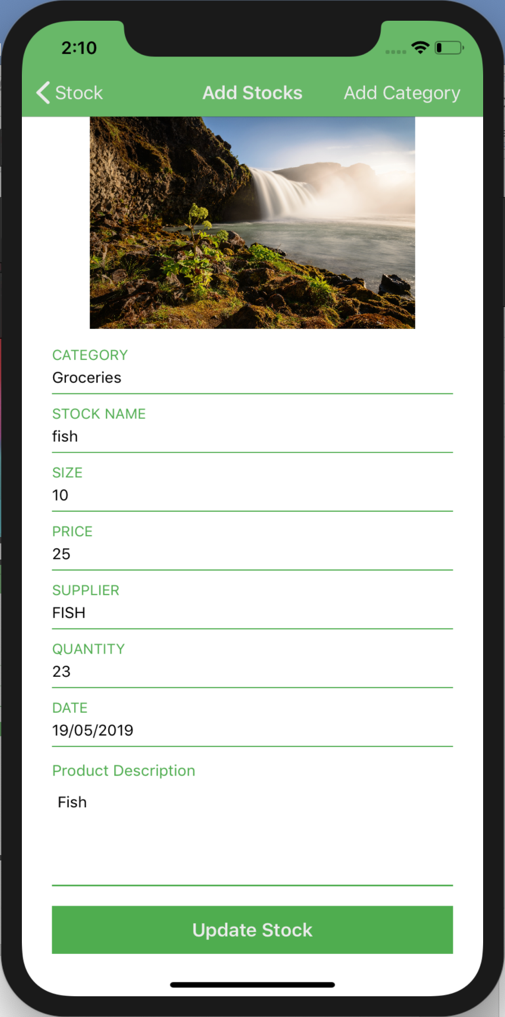 2:10
Stock Add Stocks Add Category
CATEGORY
Groceries
STOCK NAME
fish
SIZE
10
PRICE
25
SUPPLIER
FISH
QUANTITY
23
DATE
19/05/2019
Product Description
Fish
Update Stock